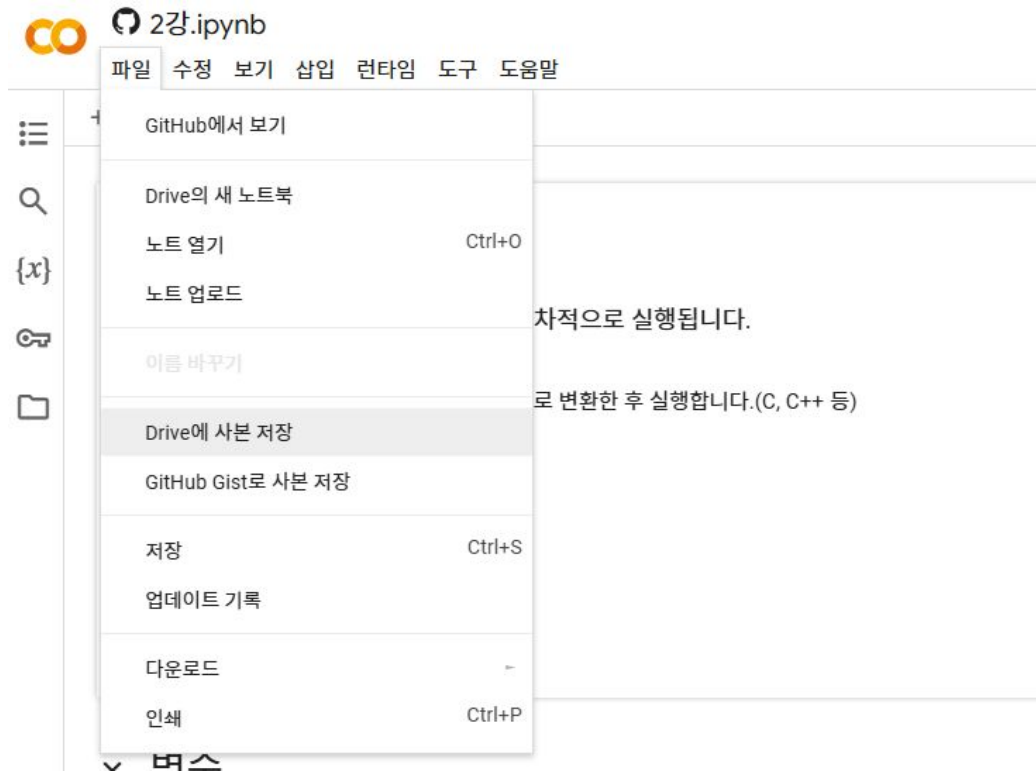 2강.ipynb
파일 수정 보기 삽입 런타임 도구 도움말
GitHub에서 보기
Drive의 새 노트북
노트 열기 Ctrl+O
노트 업로드
차적으로 실행됩니다.
이름 바꾸기
로 변환한 후 실행합니다.(C, C++ 등)
Drive에 사본 저장
GitHub Gist로 사본 저장
저장 Ctrl+S
업데이트 기록
다운로드
인쇄 Ctrl+P